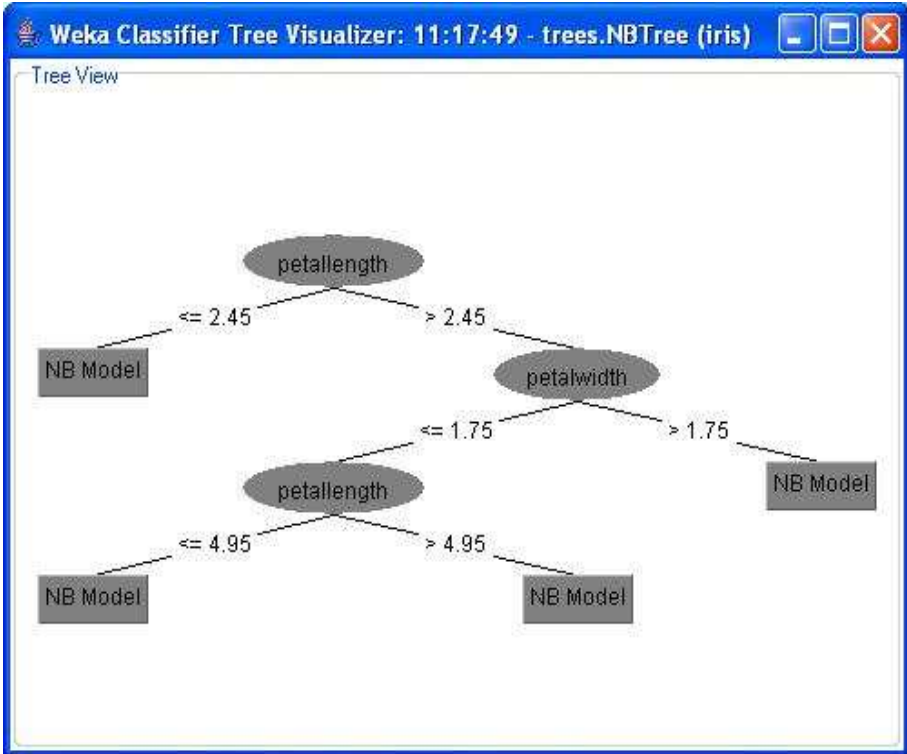 Weka Classifier Tree Visualizer: 11:17:49 - trees.NBTree (iris)
Tree View
petallength
<= 2.45
> 2.45
NB Model
petalwidth
<= 1.75
> 1.75
petallength
NB Model
<= 4.95
> 4.95
NB Model
NB Model